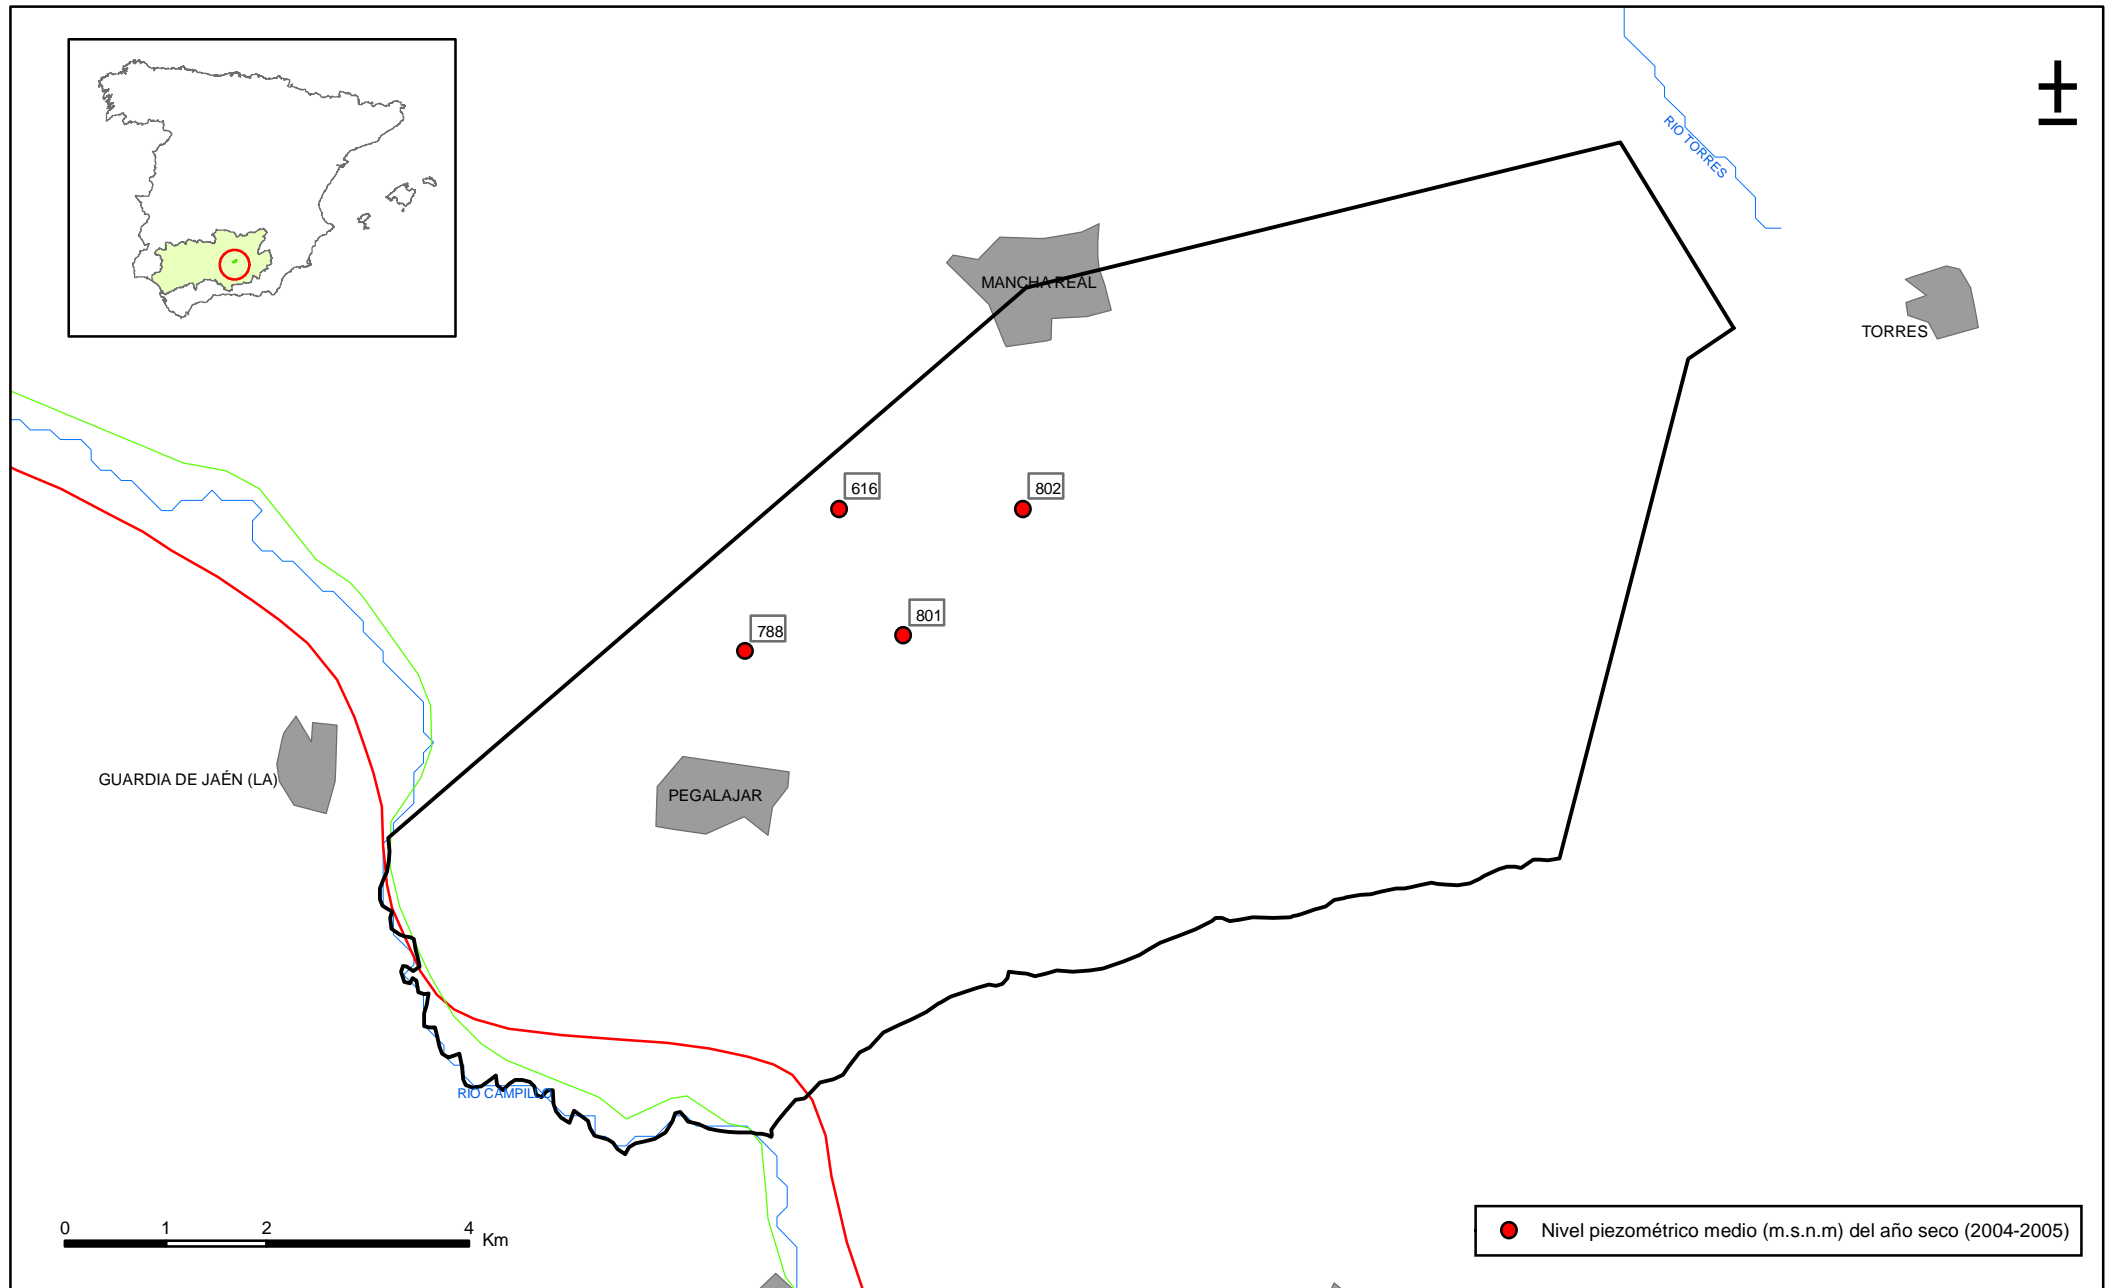 RIO TORRES
MANCHA REAL
TORRES
616
802
801
788
GUARDIA DE JAÉN (LA)
PEGALAJAR
RIO CAMPILLO
0 1 2 4
Km
Nivel piezométrico medio (m.s.n.m) del año seco (2004-2005)